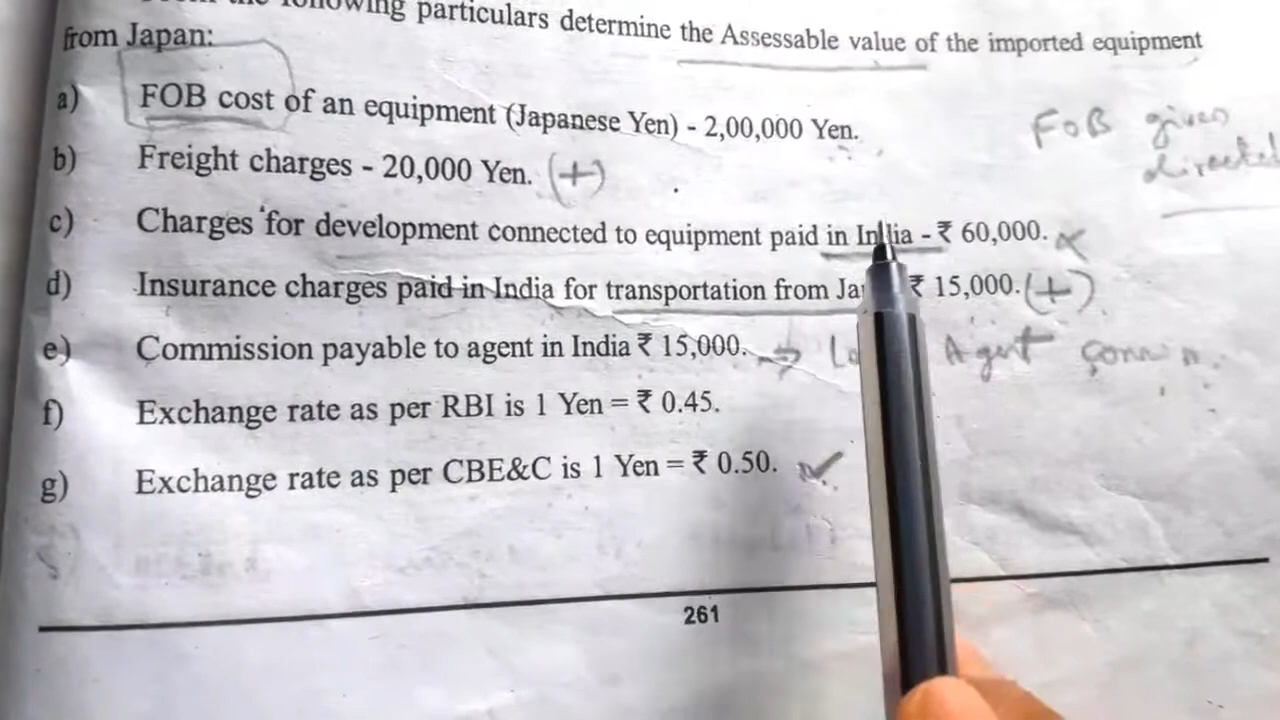 following particulars determine the Assessable value of the imported equipment
from Japan:
a) FOB cost of an equipment (Japanese Yen) - 2,00,000 Yen.
FOB given
b) Freight charges - 20,000 Yen. (+)
c) Charges for development connected to equipment paid in India - ₹ 60,000. ×
d) Insurance charges paid in India for transportation from ₹ 15,000. (+)
e) Commission payable to agent in India ₹ 15,000. → Agent
f) Exchange rate as per RBI is 1 Yen = ₹ 0.45.
g) Exchange rate as per CBE&C is 1 Yen = ₹ 0.50. ✓
261